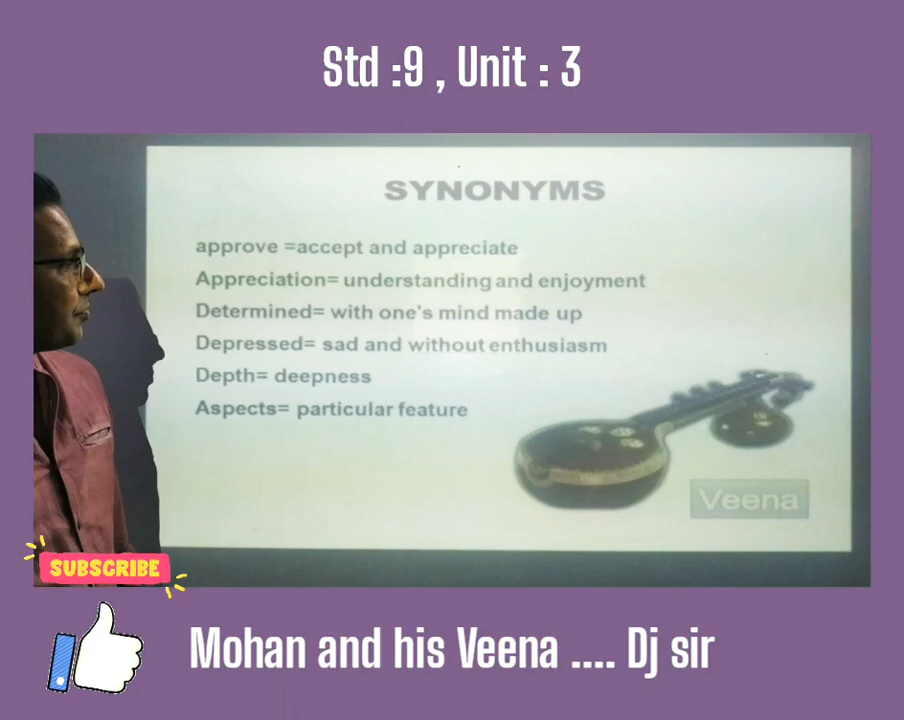 Std :9 , Unit : 3
SYNONYMS
approve =accept and appreciate
Appreciation= understanding and enjoyment
Determined= with one's mind made up
Depressed= sad and without enthusiasm
Depth= deepness
Aspects= particular feature
Veena
SUBSCRIBE
Mohan and his Veena .... Dj sir